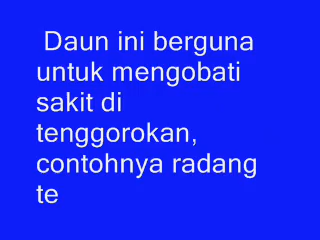 Daun ini berguna
untuk mengobati
sakit di
tenggorokan,
contohnya radang
te